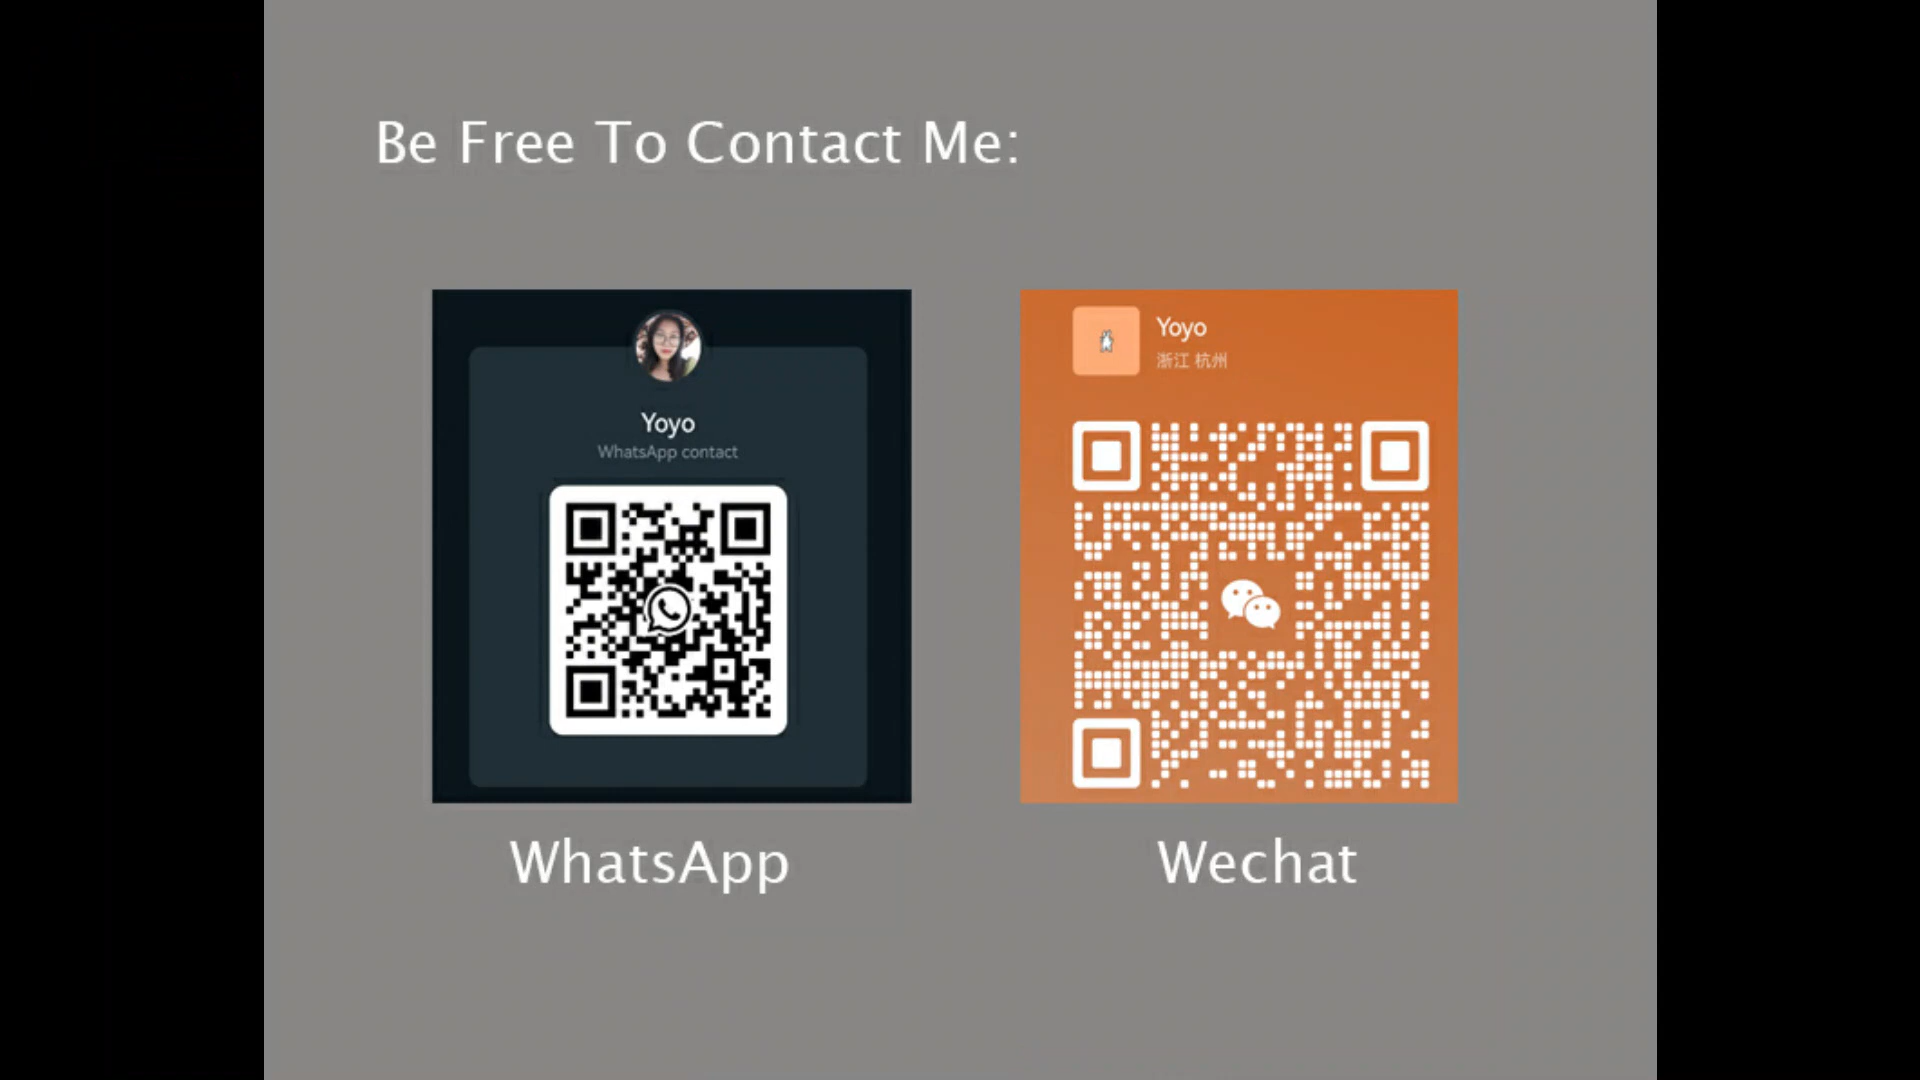 Be Free To Contact Me:
Yoyo
WhatsApp contact
WhatsApp
Yoyo
浙江 杭州
Wechat